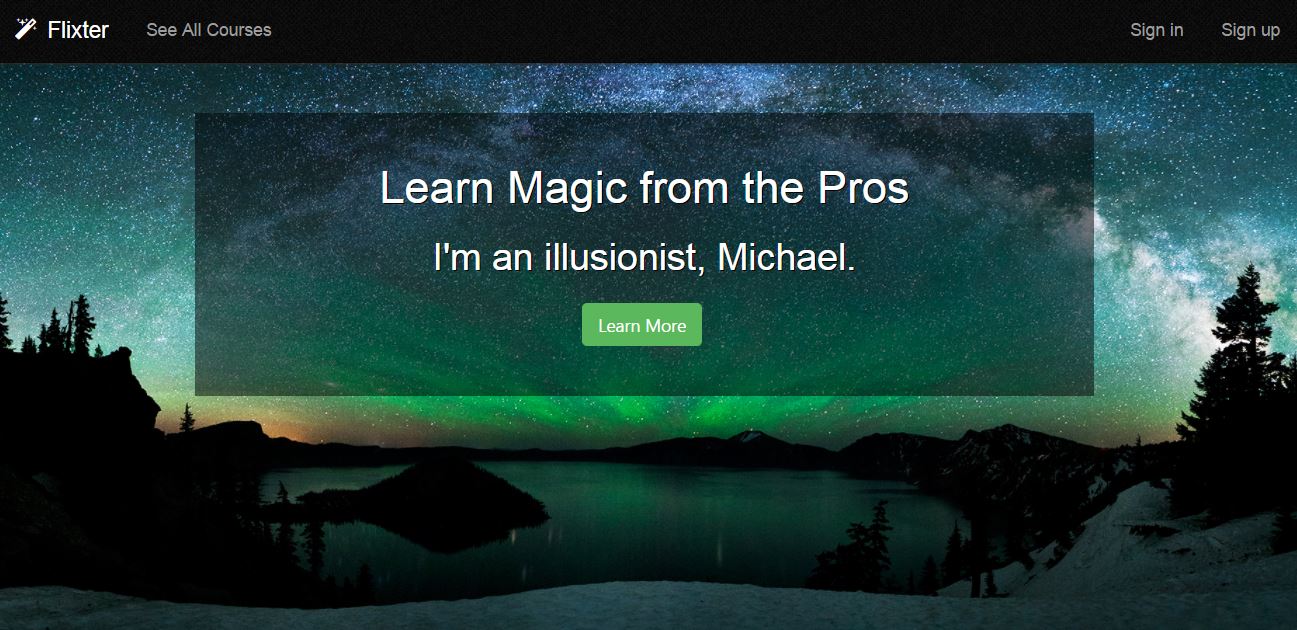 Flixter See All Courses Sign in Sign up
Learn Magic from the Pros
I'm an illusionist, Michael.
Learn More